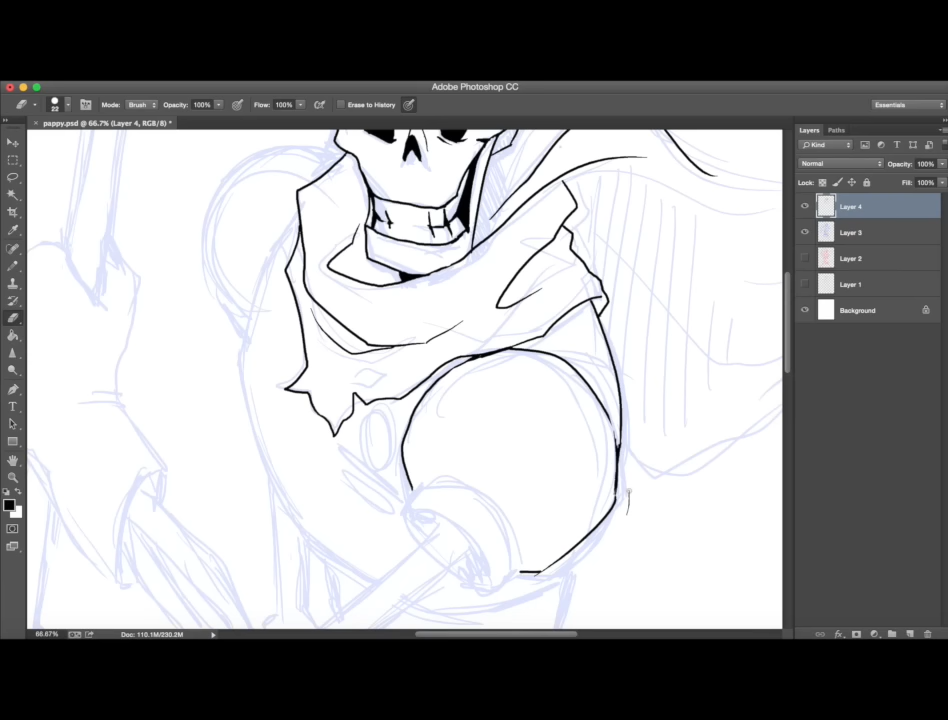 Adobe Photoshop CC
22 Mode: Brush Opacity: 100% Flow: 100% Erase to History Essentials
× pappy.psd @ 66.7% (Layer 4, RGB/8) *
Layers Paths
Kind
Normal Opacity: 100%
Lock: Fill: 100%
Layer 4
Layer 3
Layer 2
Layer 1
Background
66.67% Doc: 110.1M/230.2M